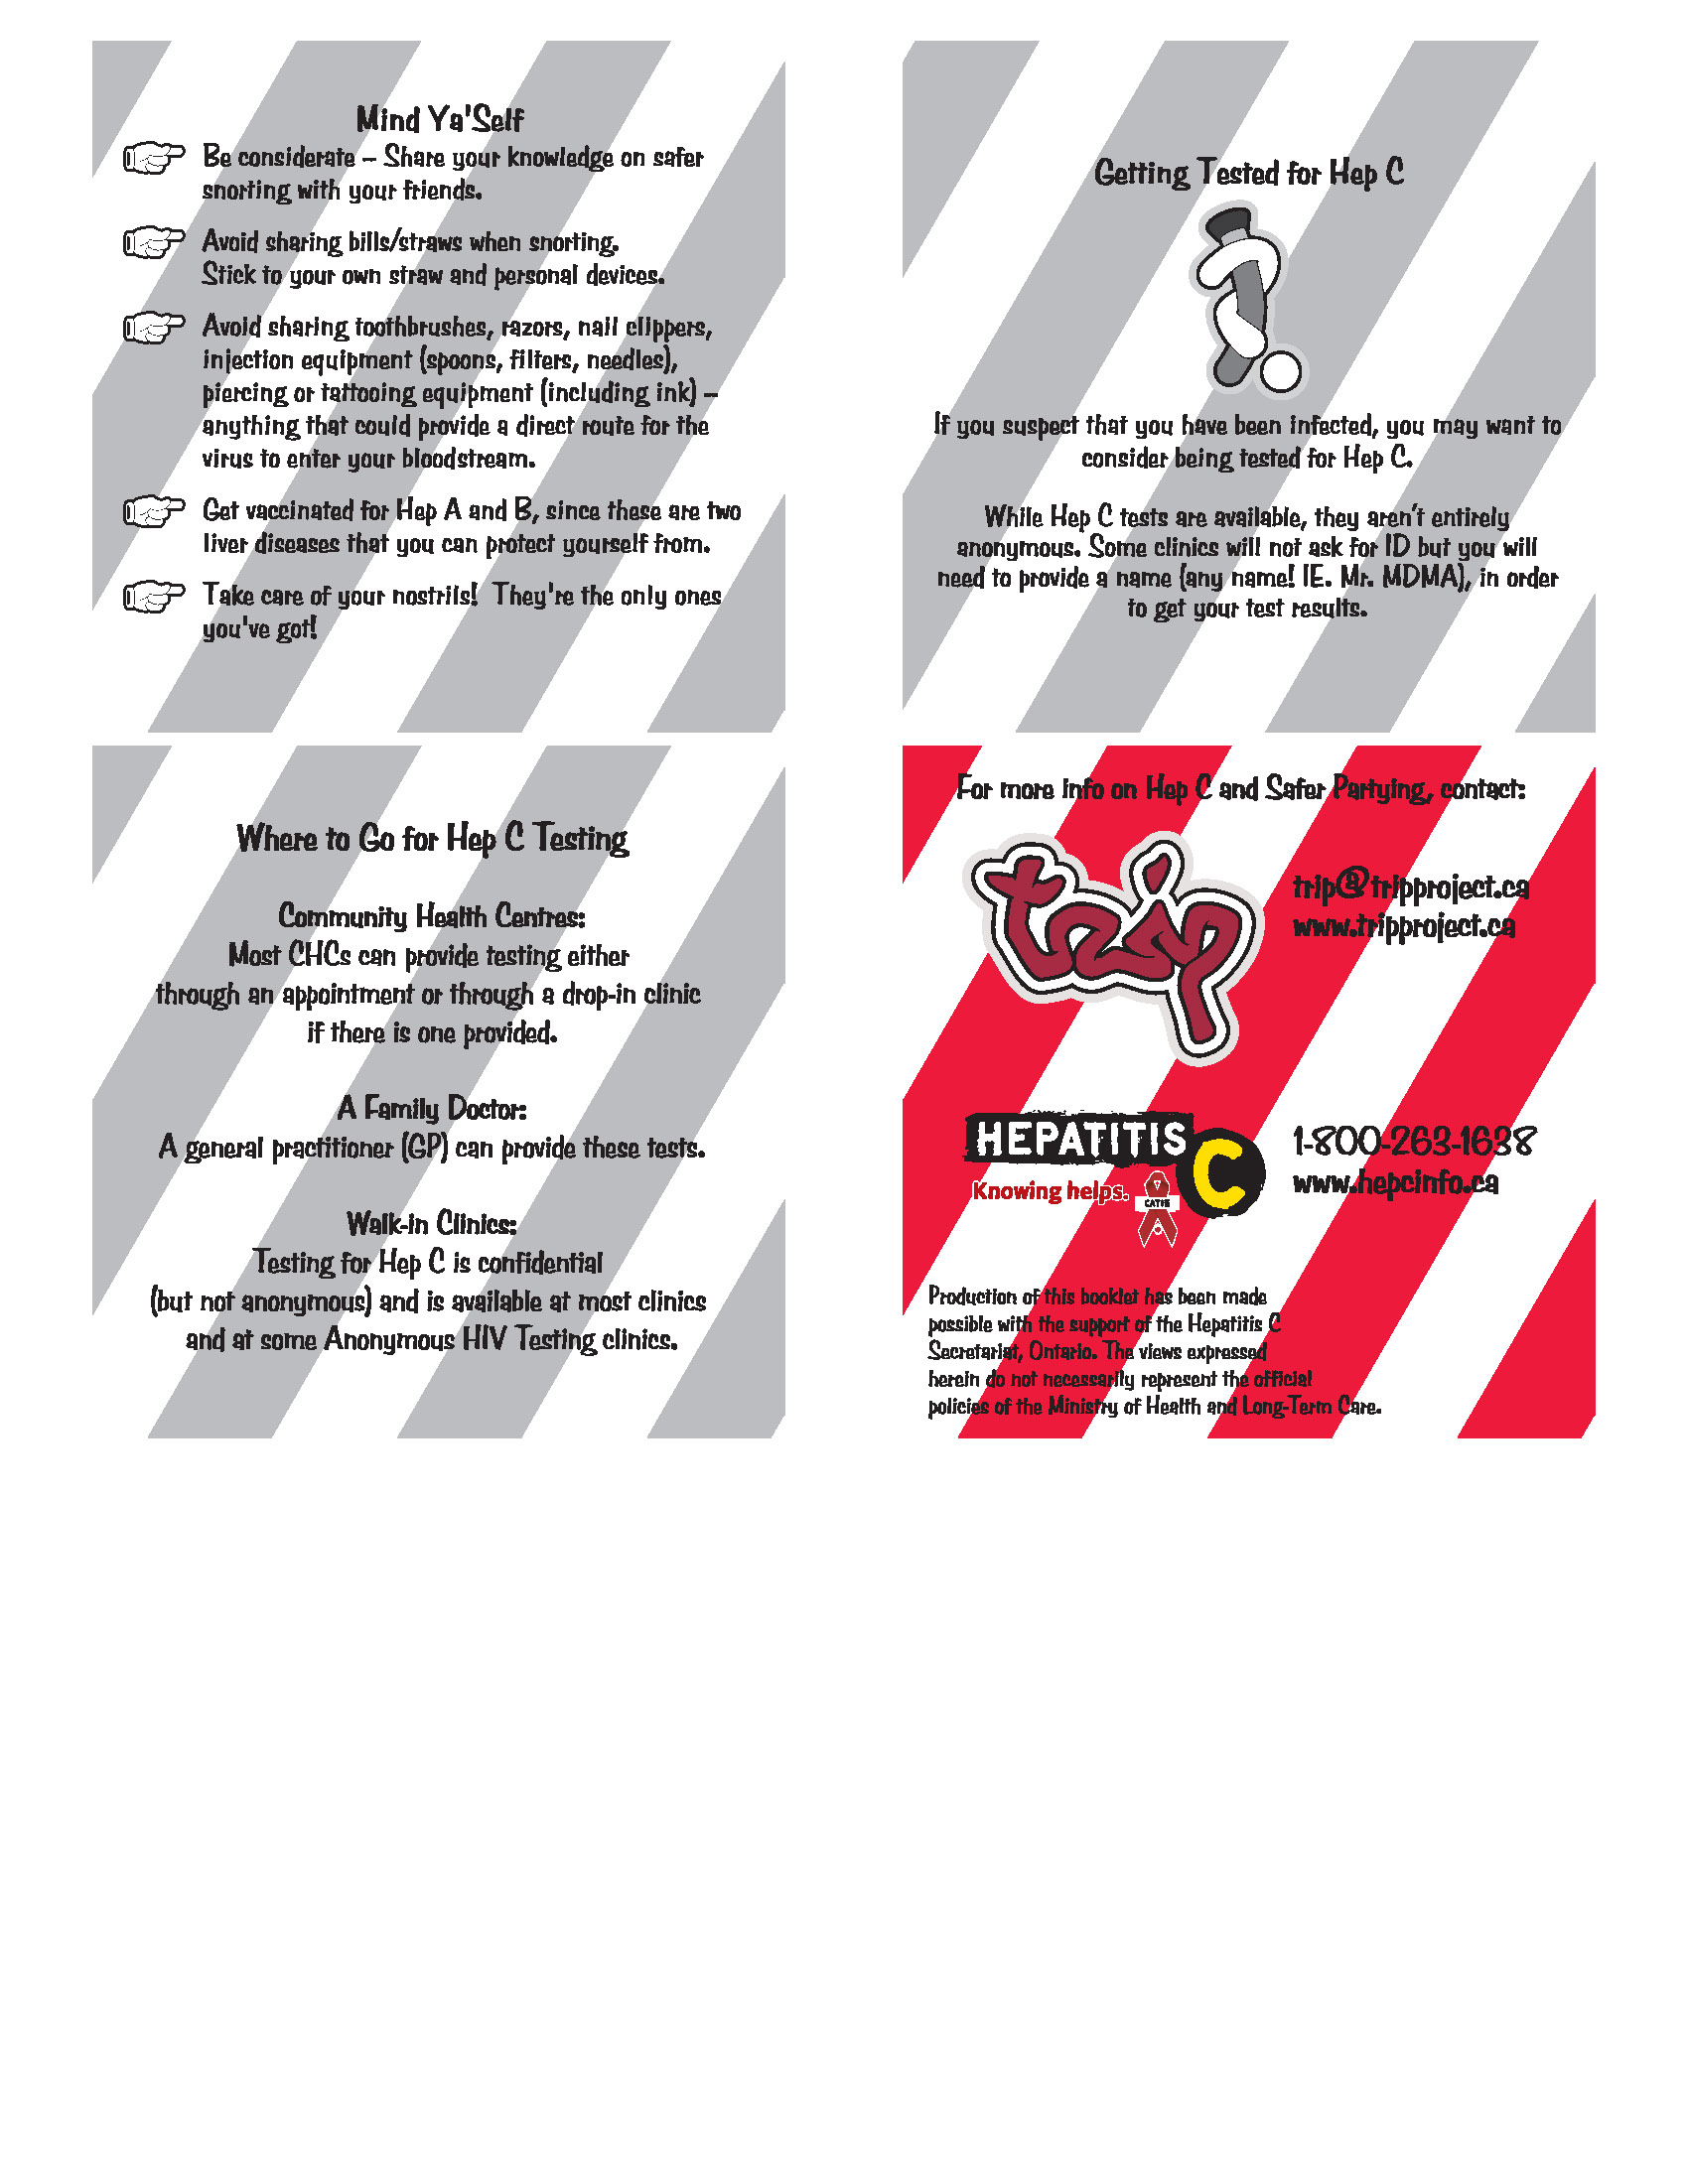 Mind Ya'Self
Be considerate – Share your knowledge on safer
snorting with your friends.
Avoid sharing bills/straws when snorting.
Stick to your own straw and personal devices.
Avoid sharing toothbrushes, razors, nail clippers,
injection equipment (spoons, filters, needles),
piercing or tattooing equipment (including ink) –
anything that could provide a direct route for the
virus to enter your bloodstream.
Get vaccinated for Hep A and B, since these are two
liver diseases that you can protect yourself from.
Take care of your nostrils!  They're the only ones
you've got!
Getting Tested for Hep C
If you suspect that you have been infected, you may want to
consider being tested for Hep C.
While Hep C tests are available, they aren't entirely
anonymous. Some clinics will not ask for ID but you will
need to provide a name (any name! IE. Mr. MDMA), in order
to get your test results.
Where to Go for Hep C Testing
Community Health Centres:
Most CHCs can provide testing either
through an appointment or through a drop-in clinic
if there is one provided.
A Family Doctor:
A general practitioner (GP) can provide these tests.
Walk-in Clinics:
Testing for Hep C is confidential
(but not anonymous) and is available at most clinics
and at some Anonymous HIV Testing clinics.
For more info on Hep C and Safer Partying, contact:
trip
trip@tripproject.ca
www.tripproject.ca
HEPATITIS C
Knowing helps.
CATIE
1-800-263-1638
www.hepcinfo.ca
Production of this booklet has been made
possible with the support of the Hepatitis C
Secretariat, Ontario. The views expressed
herein do not necessarily represent the official
policies of the Ministry of Health and Long-Term Care.